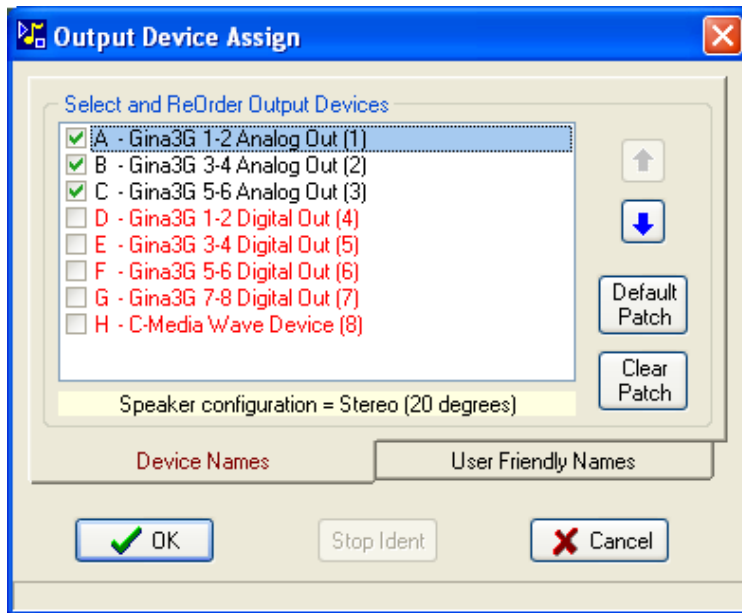 Output Device Assign
Select and ReOrder Output Devices
A - Gina3G 1-2 Analog Out (1)
B - Gina3G 3-4 Analog Out (2)
C - Gina3G 5-6 Analog Out (3)
D - Gina3G 1-2 Digital Out (4)
E - Gina3G 3-4 Digital Out (5)
F - Gina3G 5-6 Digital Out (6)
G - Gina3G 7-8 Digital Out (7)
H - C-Media Wave Device (8)
Default
Patch
Clear
Patch
Speaker configuration = Stereo (20 degrees)
Device Names
User Friendly Names
OK
Stop Ident
Cancel